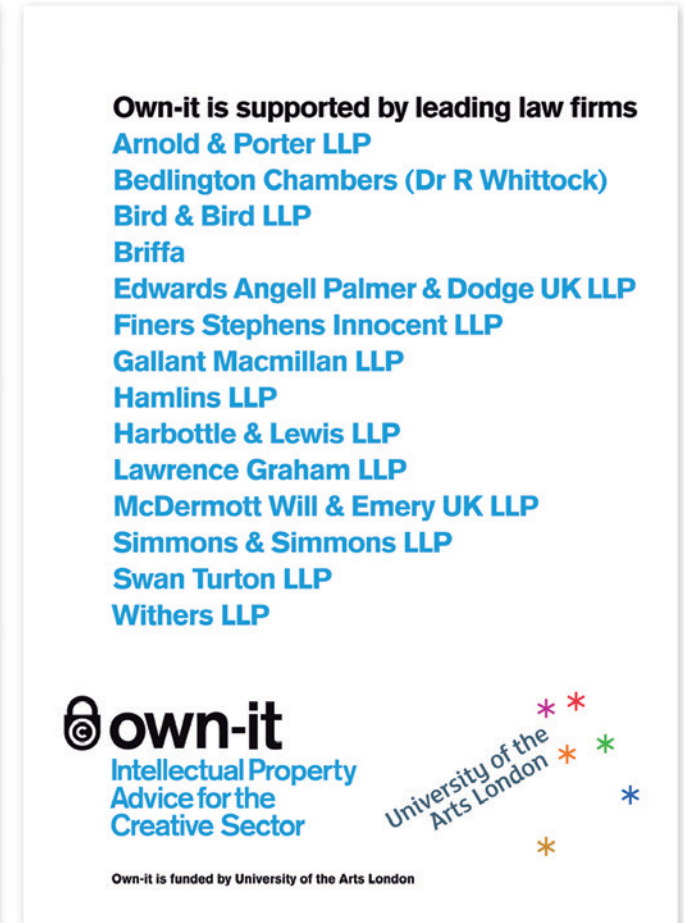 Own-it is supported by leading law firms
Arnold & Porter LLP
Bedlington Chambers (Dr R Whittock)
Bird & Bird LLP
Briffa
Edwards Angell Palmer & Dodge UK LLP
Finers Stephens Innocent LLP
Gallant Macmillan LLP
Hamlins LLP
Harbottle & Lewis LLP
Lawrence Graham LLP
McDermott Will & Emery UK LLP
Simmons & Simmons LLP
Swan Turton LLP
Withers LLP
© own-it
Intellectual Property
Advice for the
Creative Sector
University of the
Arts London
Own-it is funded by University of the Arts London